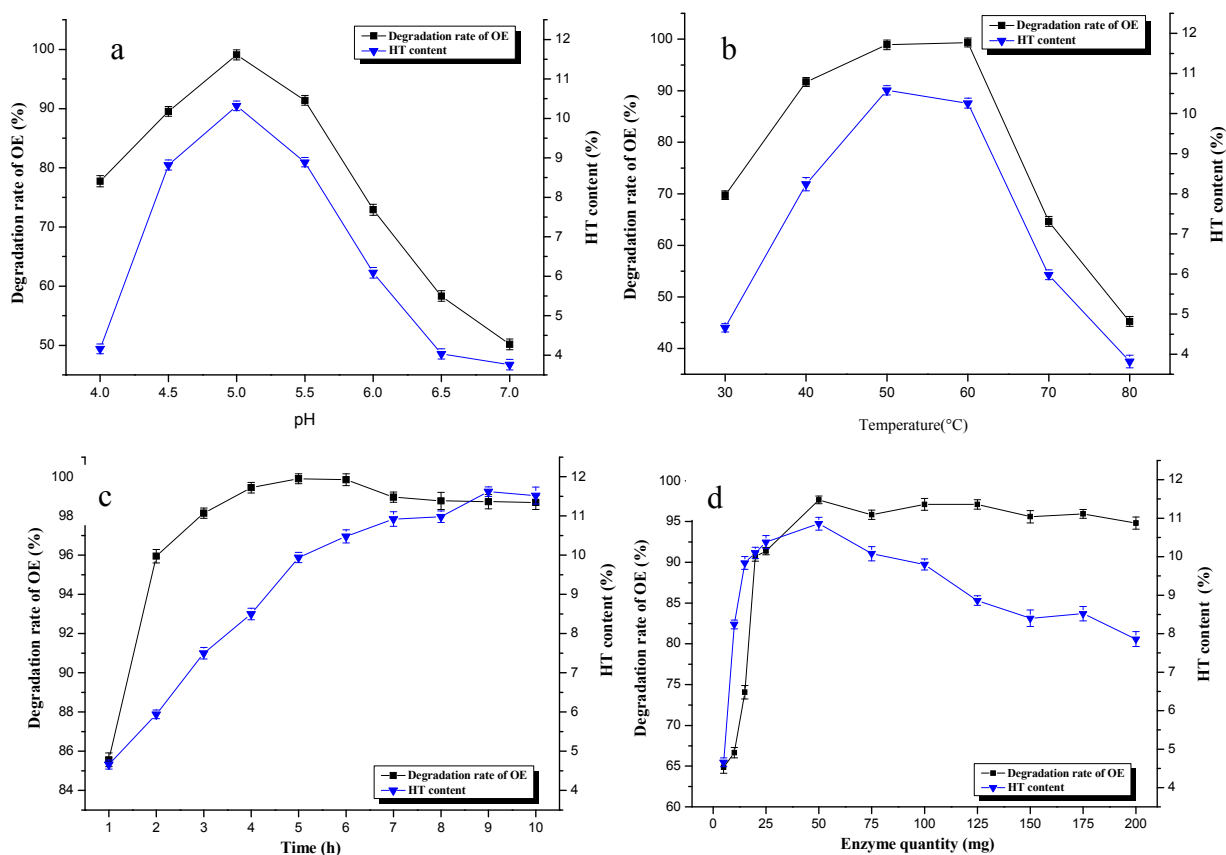 a
Degradation rate of OE
HT content
100
90
80
70
60
50
Degradation rate of OE (%)
12
11
10
9
8
7
6
5
4
HT content (%)
4.0 4.5 5.0 5.5 6.0 6.5 7.0
pH
b
Degradation rate of OE
HT content
100
90
80
70
60
50
40
Degradation rate of OE (%)
12
11
10
9
8
7
6
5
4
HT content (%)
30 40 50 60 70 80
Temperature(°C)
c
100
98
96
94
92
90
88
86
84
Degradation rate of OE (%)
12
11
10
9
8
7
6
5
4
HT content (%)
Degradation rate of OE
HT content
1 2 3 4 5 6 7 8 9 10
Time (h)
d
100
95
90
85
80
75
70
65
60
Degradation rate of OE (%)
12
11
10
9
8
7
6
5
4
HT content (%)
Degradation rate of OE
HT content
0 25 50 75 100 125 150 175 200
Enzyme quantity (mg)